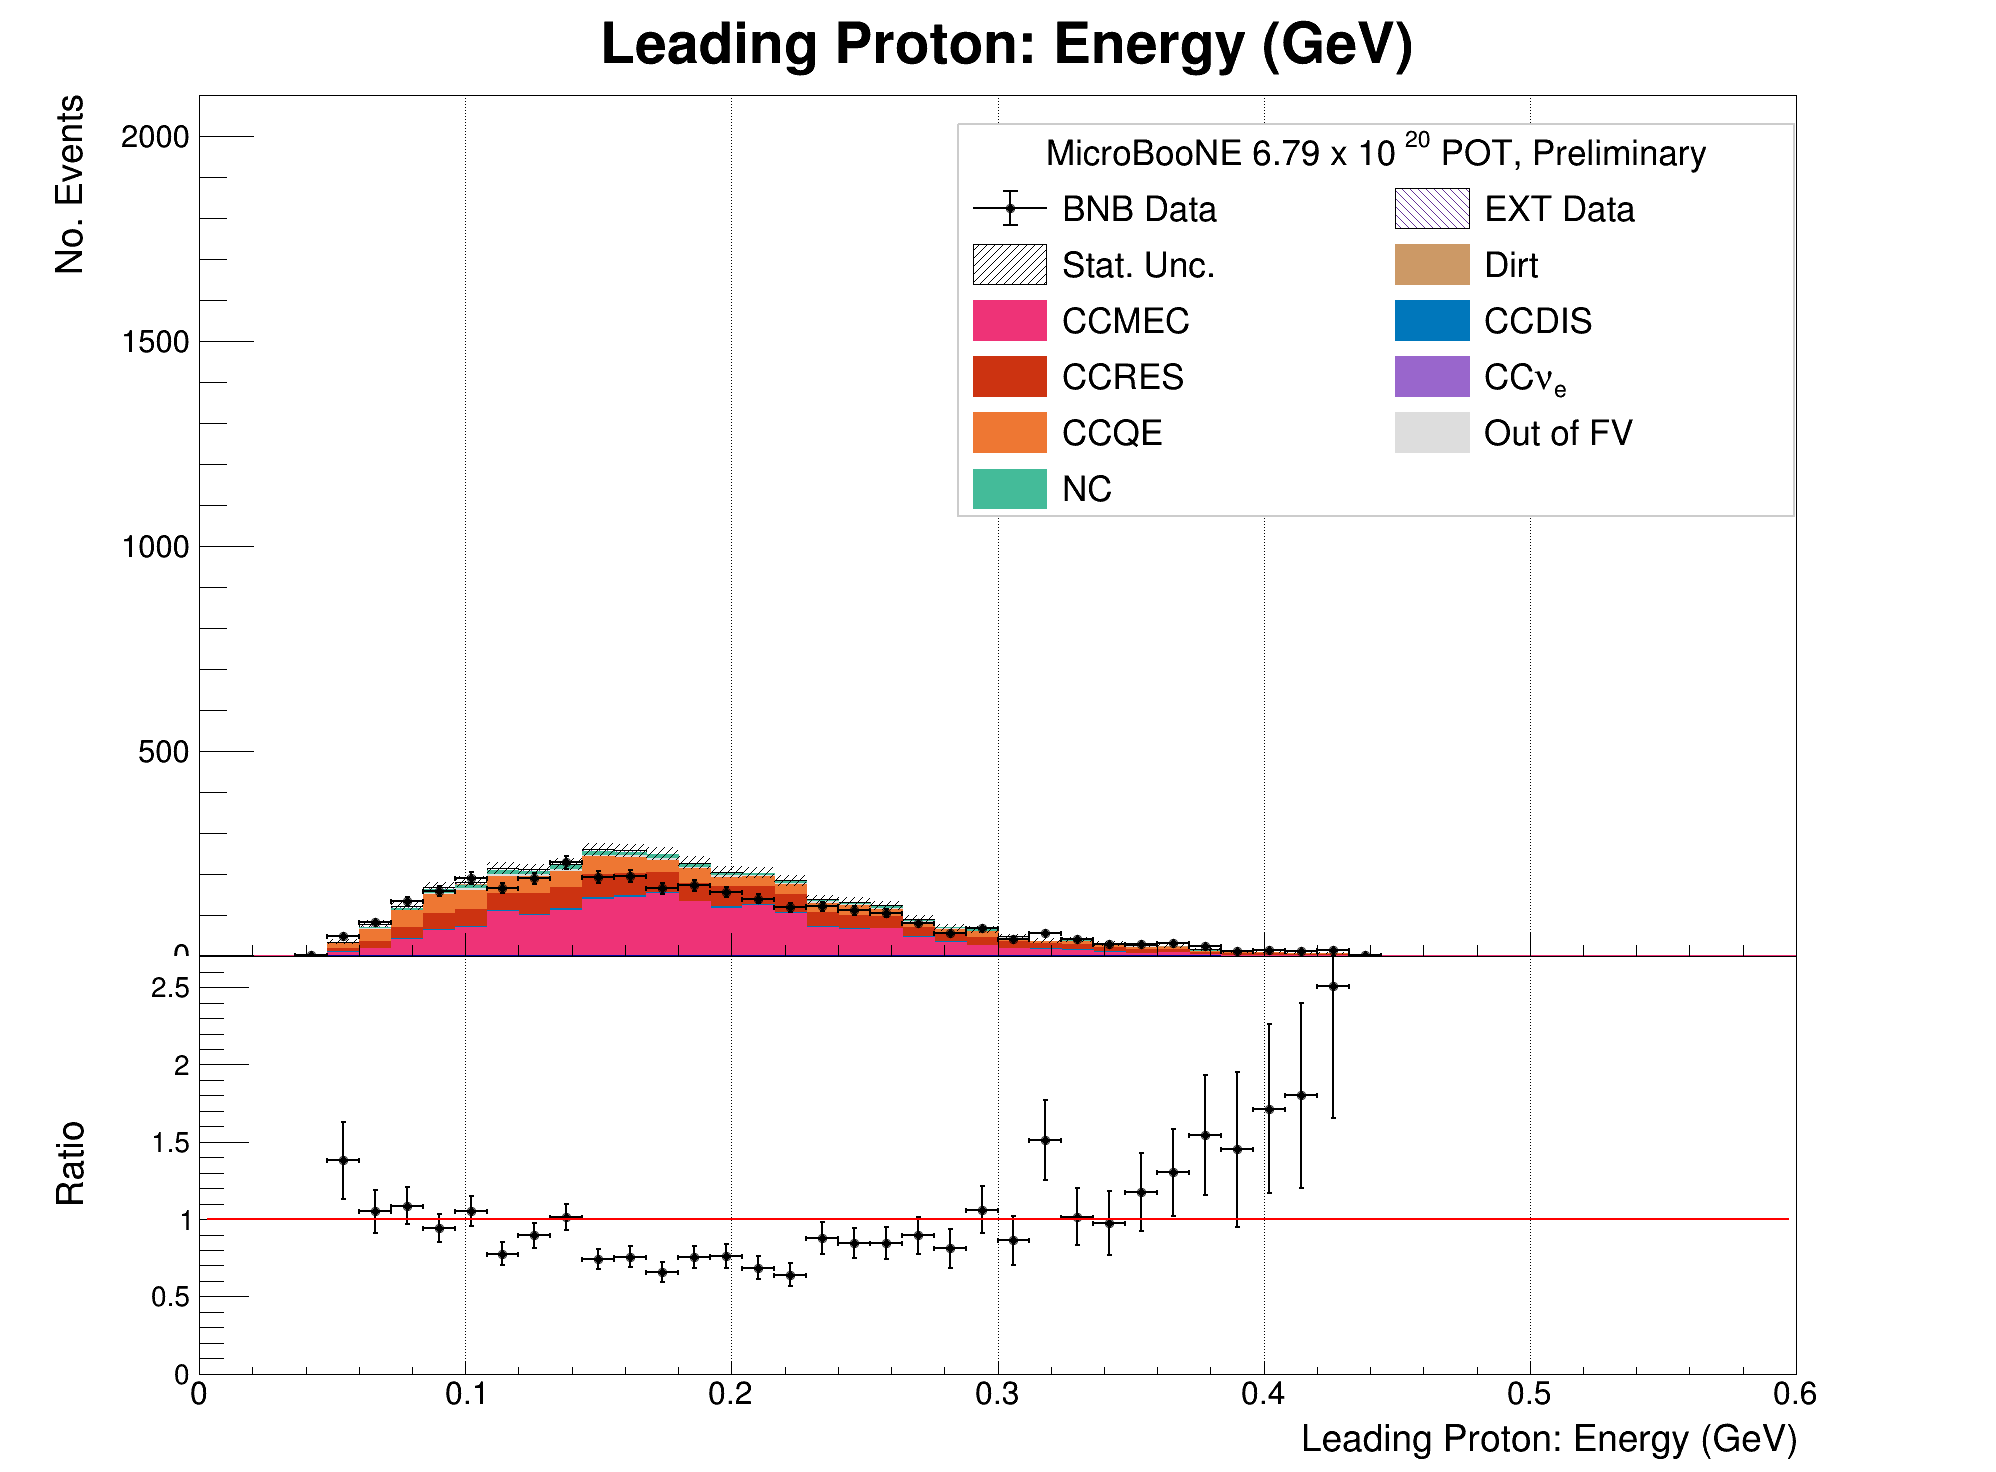 Leading Proton: Energy (GeV)
No. Events
2000
1500
1000
500
0
MicroBooNE 6.79 x 10 20 POT, Preliminary
BNB Data
EXT Data
Stat. Unc.
Dirt
CCMEC
CCDIS
CCRES
CCνe
CCQE
Out of FV
NC
Ratio
2.5
2
1.5
1
0.5
0
0 0.1 0.2 0.3 0.4 0.5 0.6
Leading Proton: Energy (GeV)